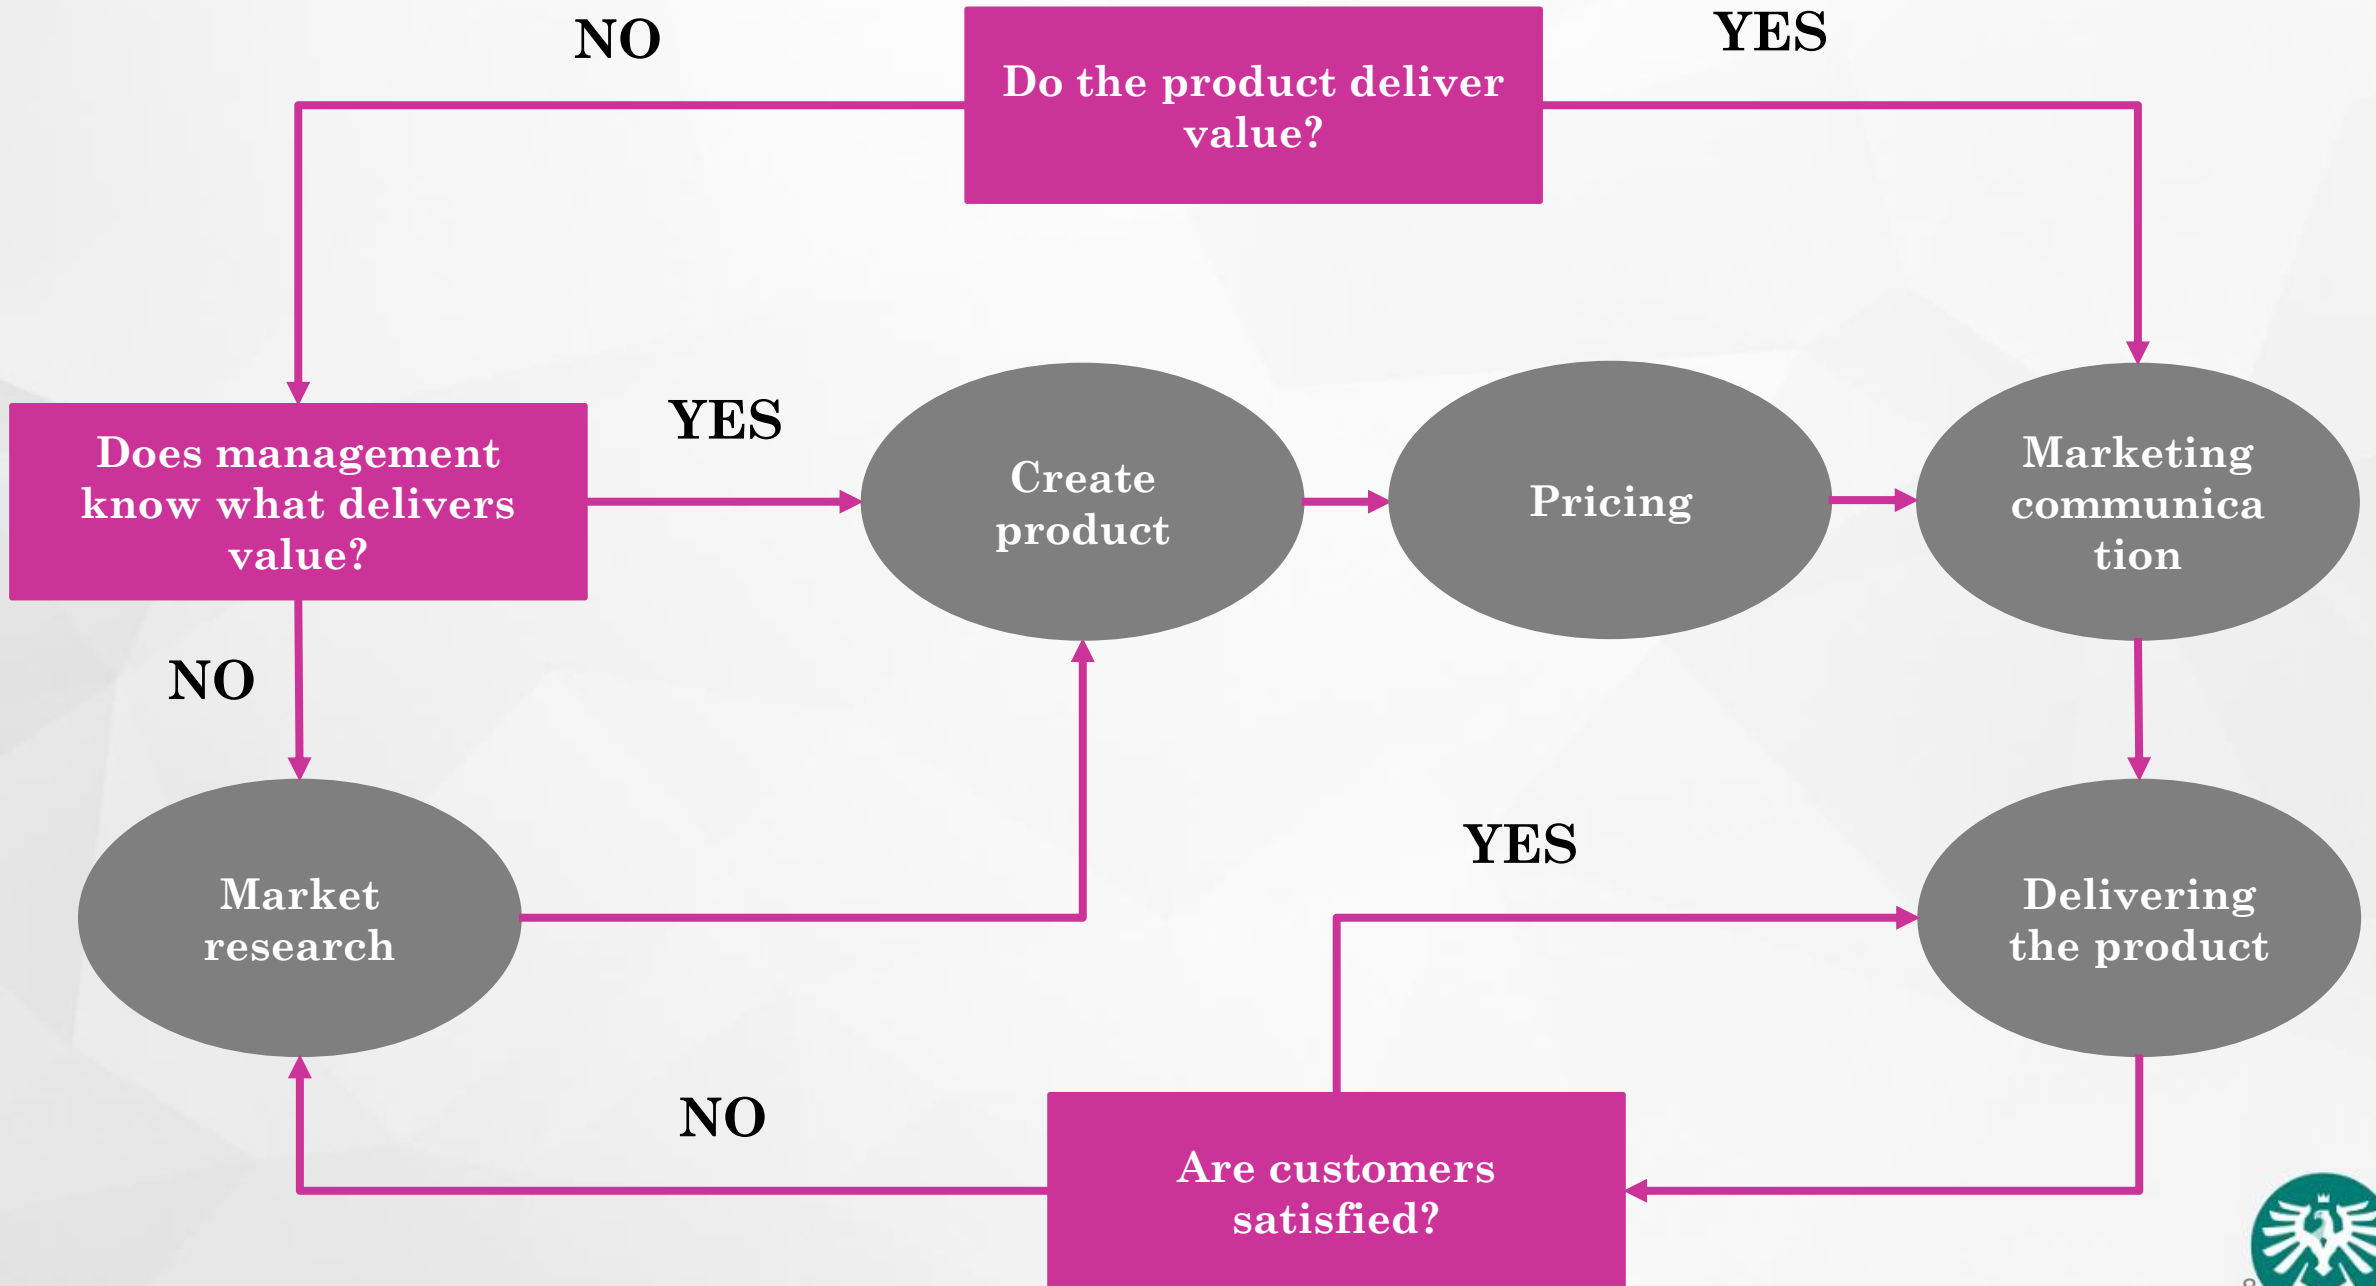 NO
Do the product deliver
value?
YES
Does management
know what delivers
value?
YES
Create
product
Pricing
Marketing
communica
tion
NO
Market
research
YES
Delivering
the product
NO
Are customers
satisfied?